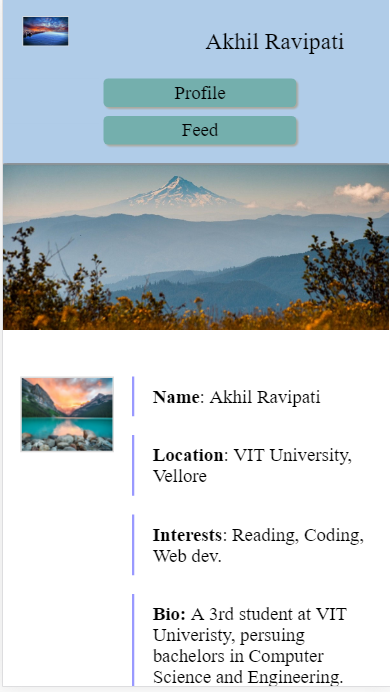 Akhil Ravipati
Profile
Feed
Name: Akhil Ravipati
Location: VIT University,
Vellore
Interests: Reading, Coding,
Web dev.
Bio: A 3rd student at VIT
Univeristy, persuing
bachelors in Computer
Science and Engineering.